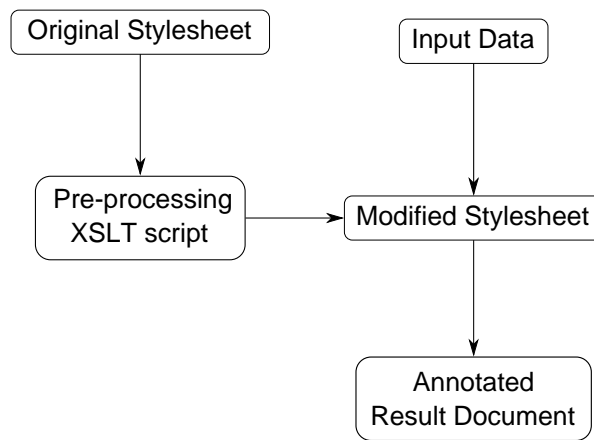 Original Stylesheet
Input Data
Pre-processing
XSLT script
Modified Stylesheet
Annotated
Result Document